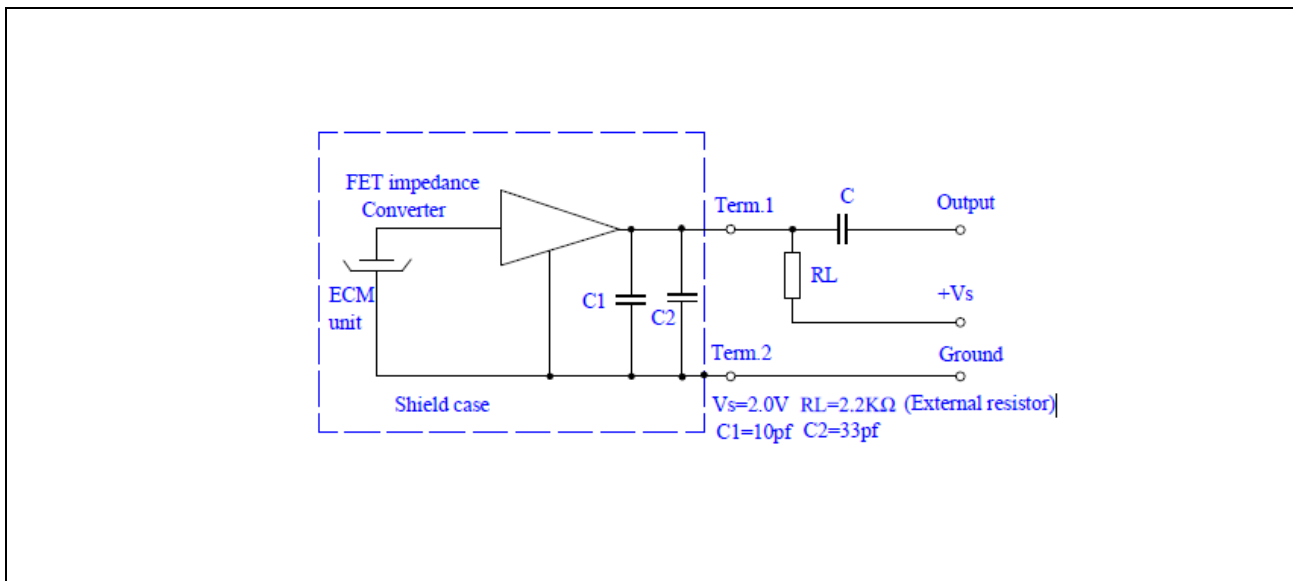 FET impedance
Converter
Term.1
C
Output
RL
ECM
unit
C1
C2
+Vs
Term.2
Ground
Shield case
Vs=2.0V RL=2.2KΩ (External resistor)
C1=10pf C2=33pf